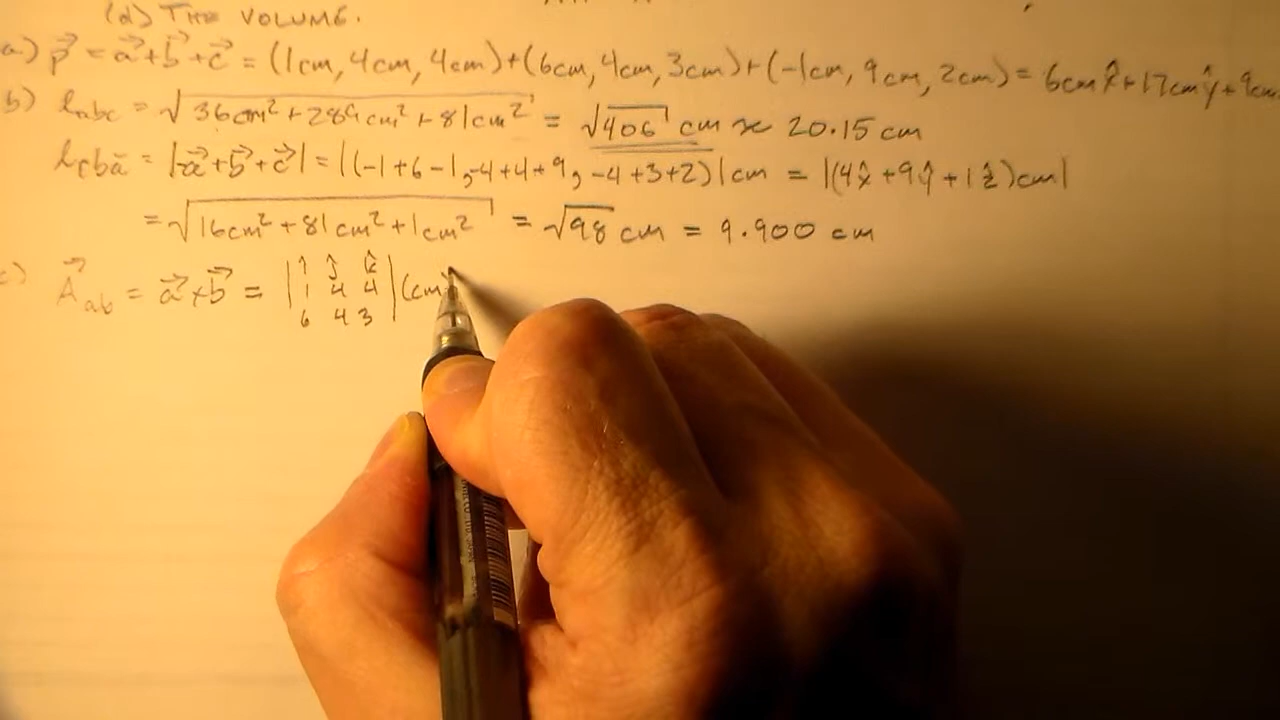 (d) THE VOLUME.
a.) p⃗ = a⃗+b⃗+c⃗ = (1cm, 4cm, 4cm)+(6cm, 4cm, 3cm)+(-1cm, 9cm, 2cm) = 6cm x̂+17cm ŷ+9cm
b) l_abc = √36cm²+289cm²+81cm² = √406 cm ≈ 20.15 cm
l_cbā = |-a⃗+b⃗+c⃗| = |(-1+6-1, -4+4+9, -4+3+2)|cm = |(4x̂+9ŷ+1ẑ)cm|
= √16cm²+81cm²+1cm² = √98 cm = 9.900 cm
c) A⃗_ab = a⃗×b⃗ = | î ĵ k̂ | (cm
1 4 4
6 4 3